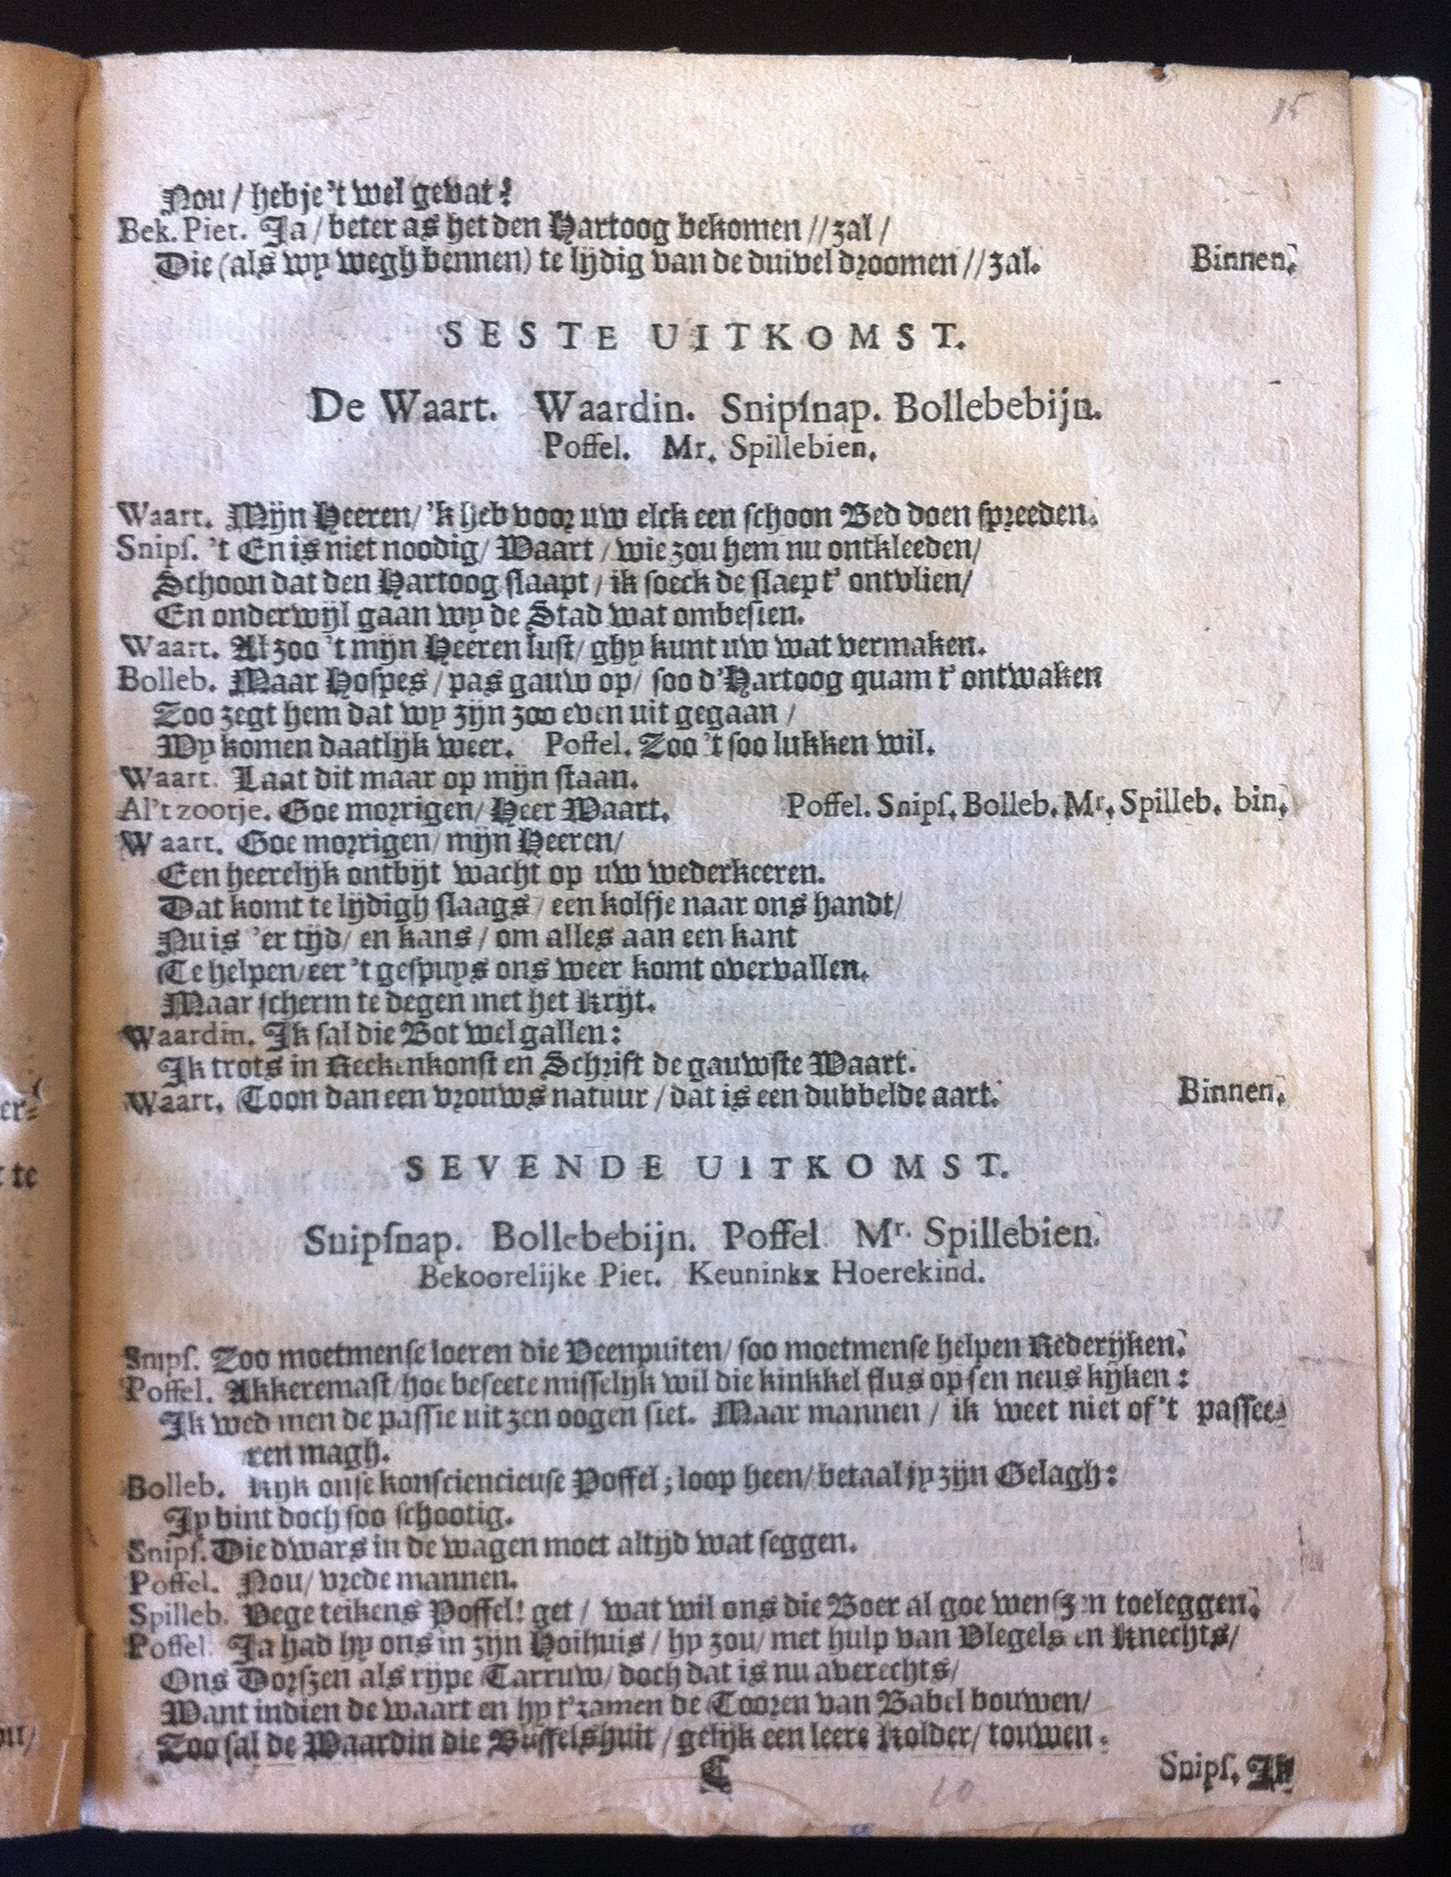 15
Nou / heb je 't wel gevat?
Bek. Piet. Ja / beter as het den Hartoog bekomen // zal /
Die (als wy wegh bennen) te lijdig van de duivel droomen // zal. Binnen.
SESTE UITKOMST.
De Waart. Waardin. Snipſnap. Bollebebijn.
Poffel. Mr. Spillebien.
Waart. Mijn Heeren / 'k heb voor uw elck een ſchoon Bed doen ſpreeden.
Snipſ. 't En is niet noodig / Waart / wie zou hem nu ontkleeden /
Schoon dat den Hartoog ſlaapt / ik ſoeck de ſlaep t' ontvlien /
En onderwijl gaan wy de Stad wat ombeſien.
Waart. Al zoo 't mijn Heeren luſt / ghy kunt uw wat vermaken.
Bolleb. Maar Hoſpes / pas gauw op / ſoo d'Hartoog quam t' ontwaken
Zoo zegt hem dat wy zijn zoo even uit gegaan /
Wy komen daatlijk weer. Poffel. Zoo 't ſoo lukken wil.
Waart. Laat dit maar op mijn ſtaan.
Al't zootje. Goe morrigen / Heer Waart. Poffel. Snipſ. Bolleb. Mr. Spilleb. bin.
Waart. Goe morrigen / mijn Heeren /
Een heerelijk ontbijt wacht op uw wederkeeren.
Dat komt te lijdigh ſlaags / een kolfje naar ons handt /
Nu is 'er tijd / en kans / om alles aan een kant
Te helpen / eer 't geſpuys ons weer komt overvallen.
Maar ſcherm te degen met het Krijt.
Waardin. Ik ſal die Bot wel gallen:
Ik trots in Reekenkonſt en Schrift de gauwſte Waart.
Waart. Toon dan een vrouws natuur / dat is een dubbelde aart. Binnen.
SEVENDE UITKOMST.
Snipſnap. Bollebebijn. Poffel. Mr. Spillebien.
Bekoorelijke Piet. Keuninkx Hoerekind.
Snipſ. Zoo moetmenſe loeren die Veenpuiten / ſoo moetmenſe helpen Rederijken.
Poffel. Akkeremaſt / hoe beſeete miſſelijk wil die kinkkel flus op ſen neus kijken:
Ik wed men de paſſie uit zen oogen ſiet. Maar mannen / ik weet niet of 't paſſee-
ren magh.
Bolleb. Kijk onſe konſciencieuſe Poffel; loop heen / betaal jy zijn Gelagh:
Jy bint doch ſoo ſchootig.
Snipſ. Die dwars in de wagen moet altijd wat ſeggen.
Poffel. Nou / vrede mannen.
Spilleb. Vege teikens Poffel! get / wat wil ons die Boer al goe wenſzen toeleggen.
Poffel. Ja had hy ons in zijn Hoihuis / hy zou / met hulp van Vlegels en Knechts /
Ons Dorſzen als rijpe Tarruw / doch dat is nu averechts /
Want indien de waart en hy t'zamen de Tooren van Babel bouwen /
Zoo ſal de Waardin die Buffelshuit / gelijk een leere Kolder / touwen.
C
Snipſ. Ik